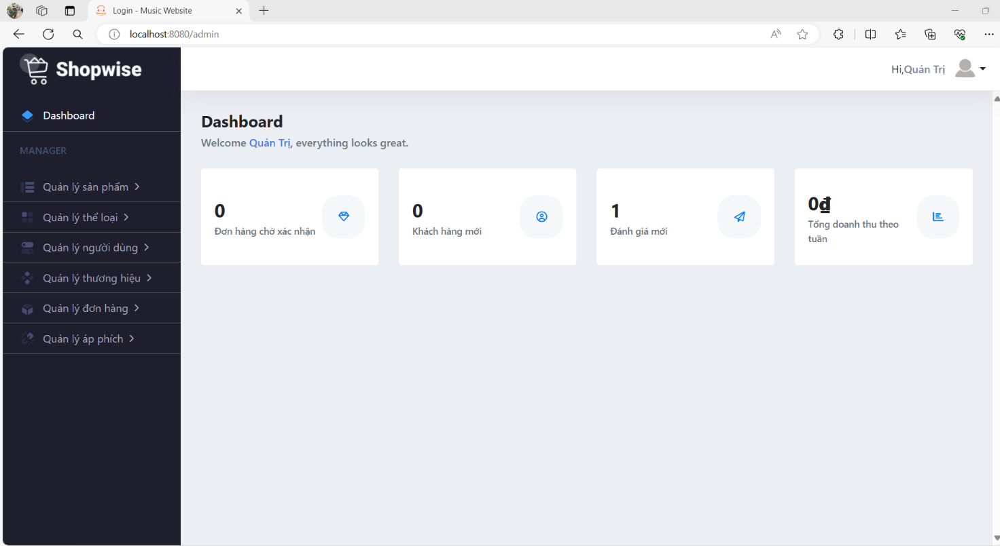 Login - Music Website
localhost:8080/admin
Shopwise
Hi,Quản Trị
Dashboard
MANAGER
Quản lý sản phẩm
Quản lý thể loại
Quản lý người dùng
Quản lý thương hiệu
Quản lý đơn hàng
Quản lý áp phích
Dashboard
Welcome Quản Trị, everything looks great.
0
Đơn hàng chờ xác nhận
0
Khách hàng mới
1
Đánh giá mới
0₫
Tổng doanh thu theo
tuần